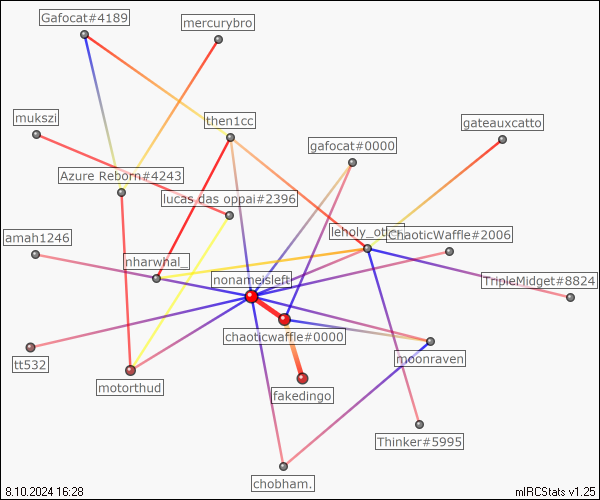 Gafocat#4189
mercurybro
mukszi
then1cc
gateauxcatto
gafocat#0000
Azure Reborn#4243
lucas das oppai#2396
amah1246
leholy_otter
ChaoticWaffle#2006
nharwhal_
nonameisleft
TripleMidget#8824
chaoticwaffle#0000
tt532
moonraven
motorthud
fakedingo
Thinker#5995
chobham.
8.10.2024 16:28
mIRCStats v1.25